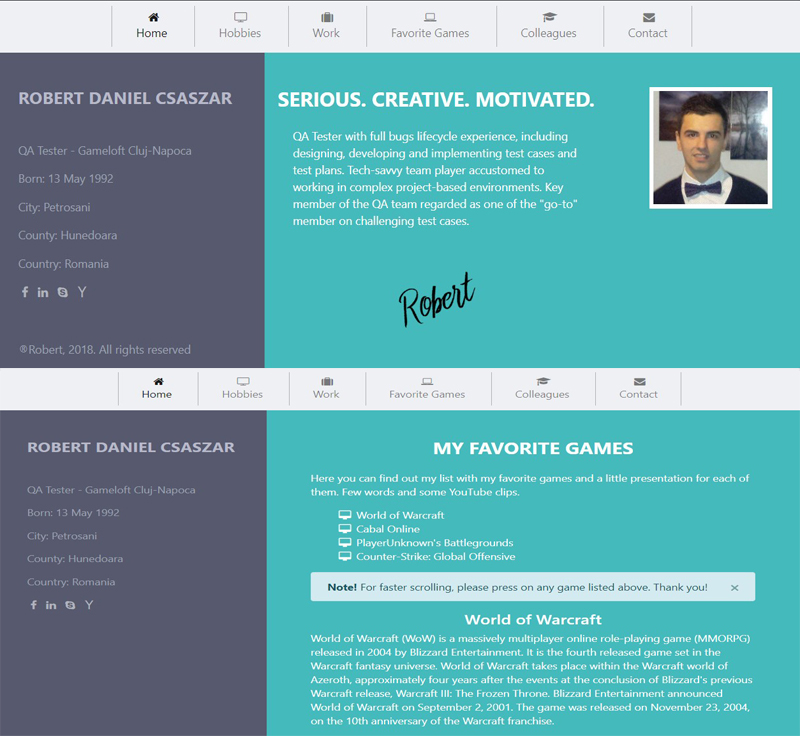 Home Hobbies Work Favorite Games Colleagues Contact
ROBERT DANIEL CSASZAR
QA Tester - Gameloft Cluj-Napoca
Born: 13 May 1992
City: Petrosani
County: Hunedoara
Country: Romania
®Robert, 2018. All rights reserved
SERIOUS. CREATIVE. MOTIVATED.
QA Tester with full bugs lifecycle experience, including
designing, developing and implementing test cases and
test plans. Tech-savvy team player accustomed to
working in complex project-based environments. Key
member of the QA team regarded as one of the "go-to"
member on challenging test cases.
Robert
Home Hobbies Work Favorite Games Colleagues Contact
ROBERT DANIEL CSASZAR
QA Tester - Gameloft Cluj-Napoca
Born: 13 May 1992
City: Petrosani
County: Hunedoara
Country: Romania
MY FAVORITE GAMES
Here you can find out my list with my favorite games and a little presentation for each of
them. Few words and some YouTube clips.
World of Warcraft
Cabal Online
PlayerUnknown's Battlegrounds
Counter-Strike: Global Offensive
Note! For faster scrolling, please press on any game listed above. Thank you! ×
World of Warcraft
World of Warcraft (WoW) is a massively multiplayer online role-playing game (MMORPG)
released in 2004 by Blizzard Entertainment. It is the fourth released game set in the
Warcraft fantasy universe. World of Warcraft takes place within the Warcraft world of
Azeroth, approximately four years after the events at the conclusion of Blizzard's previous
Warcraft release, Warcraft III: The Frozen Throne. Blizzard Entertainment announced
World of Warcraft on September 2, 2001. The game was released on November 23, 2004,
on the 10th anniversary of the Warcraft franchise.